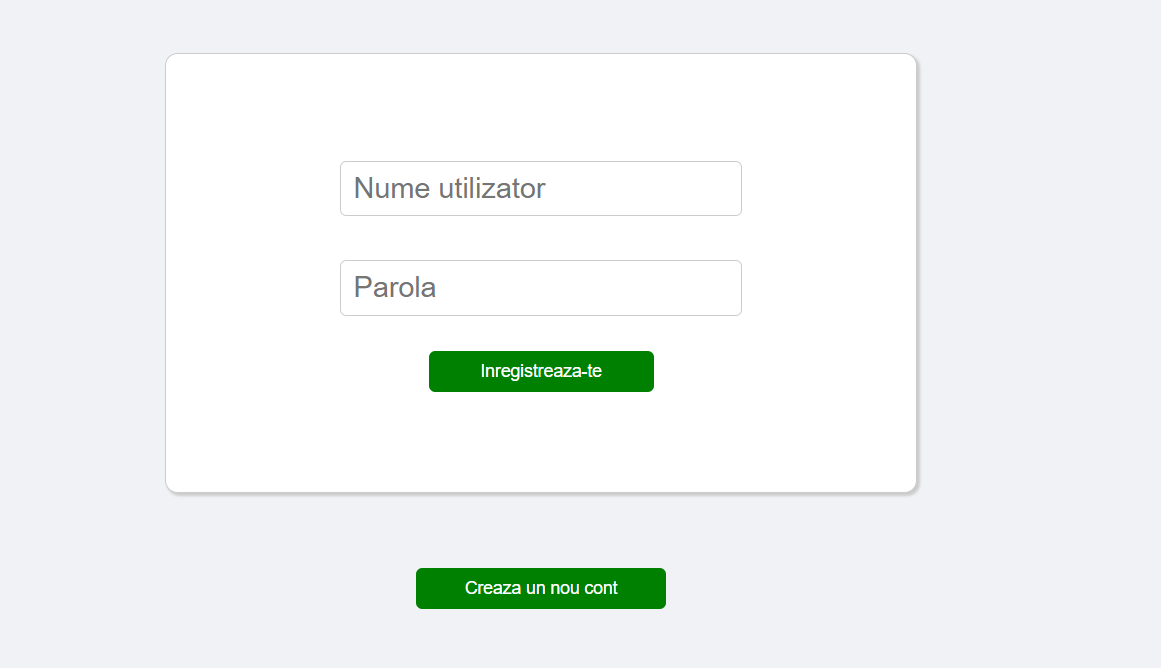 Nume utilizator
Parola
Inregistreaza-te
Creaza un nou cont